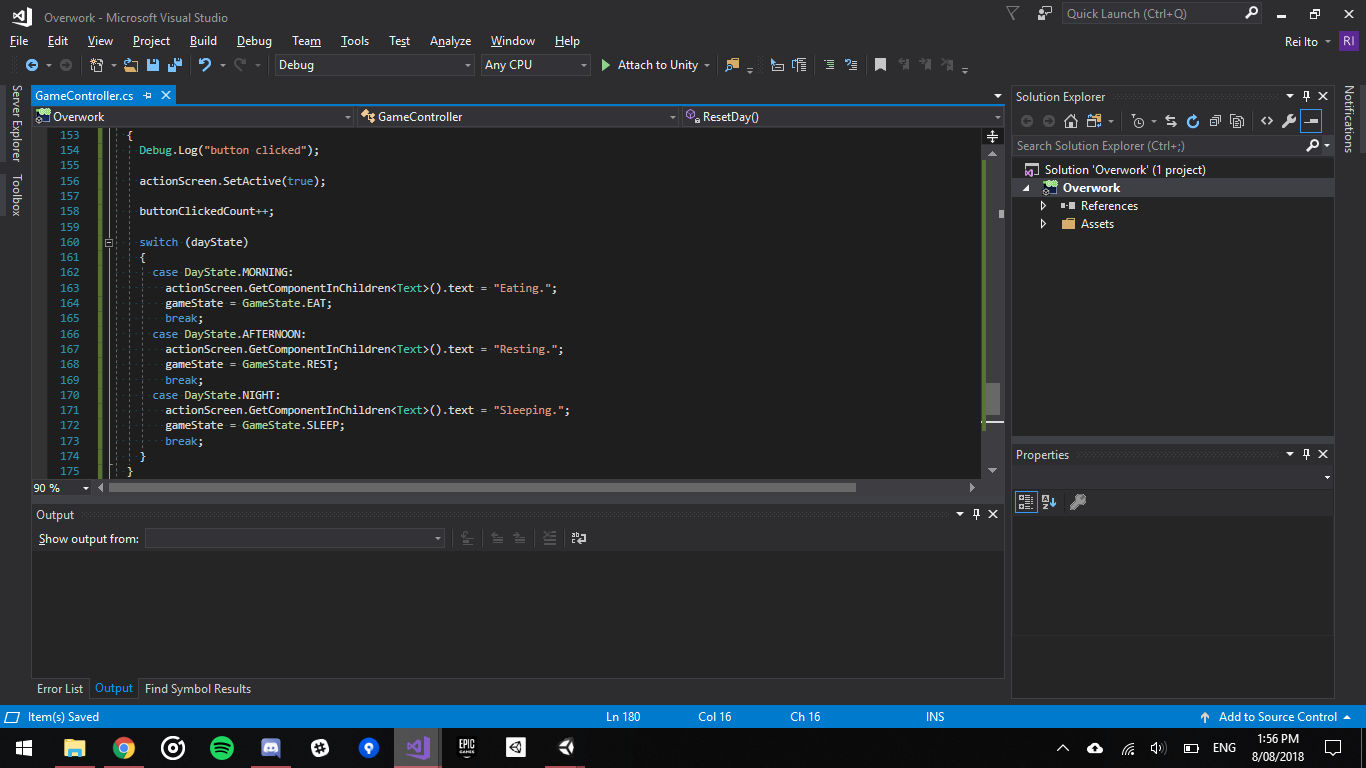 Overwork - Microsoft Visual Studio
Quick Launch (Ctrl+Q)
File Edit View Project Build Debug Team Tools Test Analyze Window Help
Rei Ito RI
Debug Any CPU Attach to Unity
Server Explorer
Toolbox
GameController.cs
Overwork GameController ResetDay()
153 {
154 Debug.Log("button clicked");
155
156 actionScreen.SetActive(true);
157
158 buttonClickedCount++;
159
160 switch (dayState)
161 {
162 case DayState.MORNING:
163 actionScreen.GetComponentInChildren<Text>().text = "Eating.";
164 gameState = GameState.EAT;
165 break;
166 case DayState.AFTERNOON:
167 actionScreen.GetComponentInChildren<Text>().text = "Resting.";
168 gameState = GameState.REST;
169 break;
170 case DayState.NIGHT:
171 actionScreen.GetComponentInChildren<Text>().text = "Sleeping.";
172 gameState = GameState.SLEEP;
173 break;
174 }
175 }
90 %
Output
Show output from:
Error List Output Find Symbol Results
Solution Explorer
Search Solution Explorer (Ctrl+;)
Solution 'Overwork' (1 project)
Overwork
References
Assets
Properties
Notifications
Item(s) Saved Ln 180 Col 16 Ch 16 INS Add to Source Control
EPIC
GAMES
ENG
1:56 PM
8/08/2018